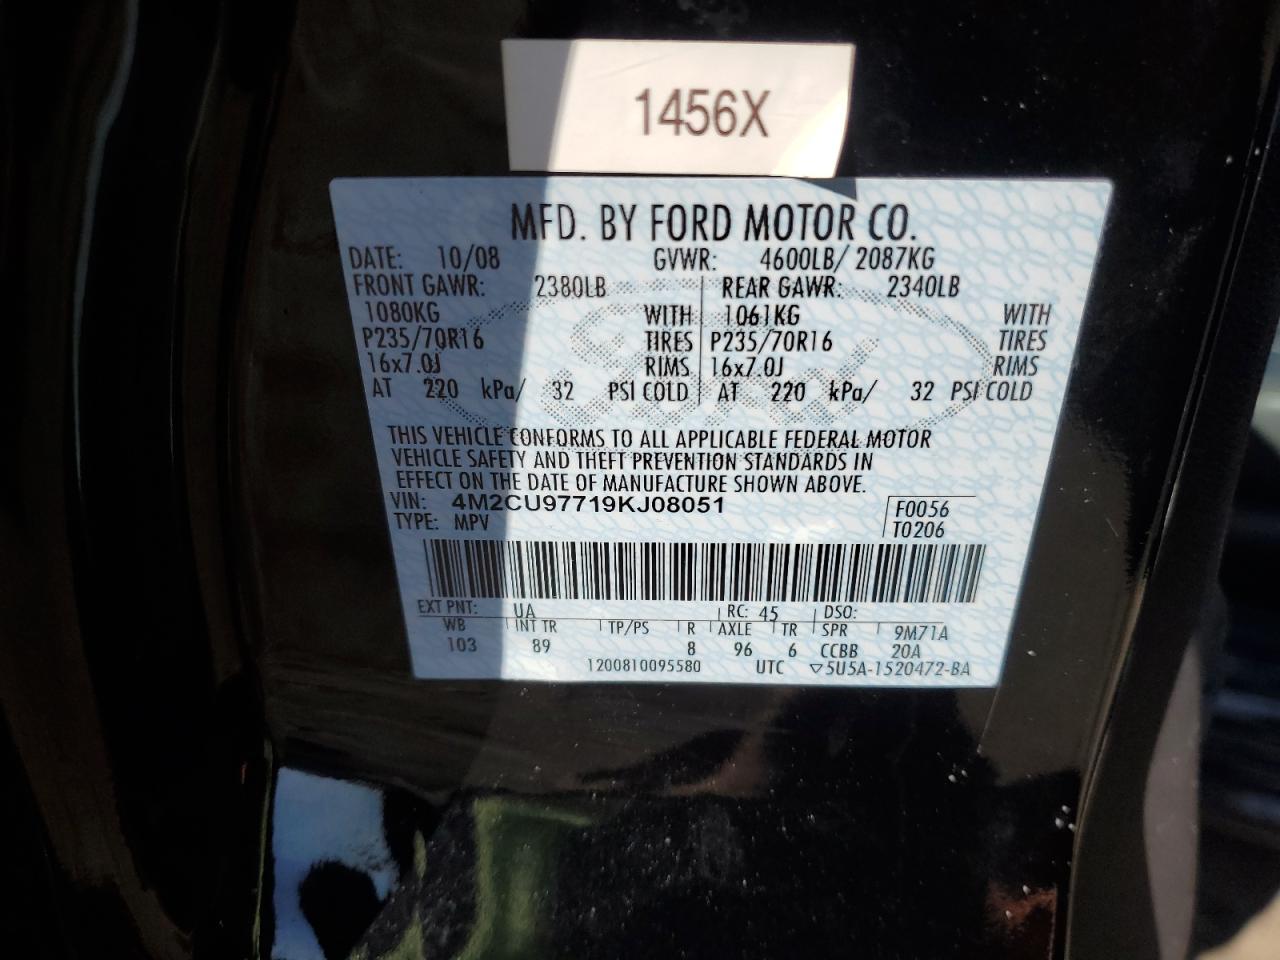 1456X
MFD. BY FORD MOTOR CO.
DATE: 10/08 GVWR: 4600LB/ 2087KG
FRONT GAWR: 2380LB REAR GAWR: 2340LB
1080KG WITH 1061KG WITH
P235/70R16 TIRES P235/70R16 TIRES
16x7.0J RIMS 16x7.0J RIMS
AT 220 kPa/ 32 PSI COLD AT 220 kPa/ 32 PSI COLD
THIS VEHICLE CONFORMS TO ALL APPLICABLE FEDERAL MOTOR
VEHICLE SAFETY AND THEFT PREVENTION STANDARDS IN
EFFECT ON THE DATE OF MANUFACTURE SHOWN ABOVE.
VIN: 4M2CU97719KJ08051 F0056
TYPE: MPV T0206
EXT PNT: UA RC: 45 DSO:
WB INT TR TP/PS R AXLE TR SPR 9M71A
103 89 8 96 6 CCBB 20A
1200810095580 UTC ▽5U5A-1520472-BA